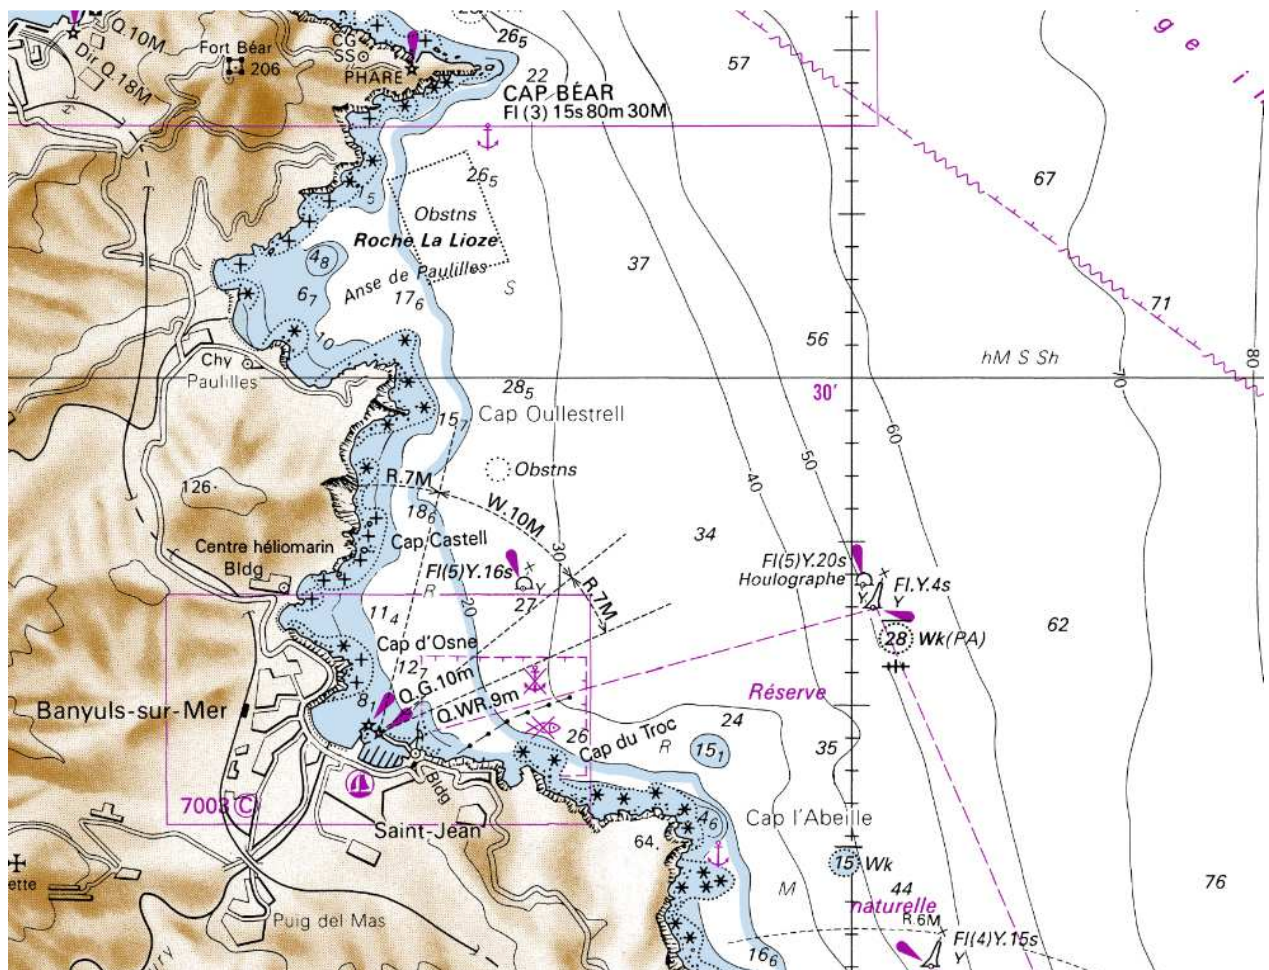 Q.10M
Dir Q.18M
Fort Béar
206
CG
SS
PHARE
26₅
22
CAP BÉAR
Fl (3) 15s 80m 30M
57
g e
67
26₅
15
Obstns
Roche La Lioze
Anse de Paulilles
S
37
4₈
6₇
17₆
10
71
56
hM S Sh
80
70
Chy
Paulilles
30'
28₅
Cap Oullestrell
15₇
60
50
40
Obstns
R.7M
W.10M
R.7M
126
18₆
Cap Castell
34
30
Centre héliomarin
Bldg
Fl(5)Y.16s
Y
R
27
20
Fl(5)Y.20s
Houlographe
Y
Fl.Y.4s
Y
11₄
62
28 Wk(PA)
Cap d'Osne
12₇
Q.G.10m
Q.WR.9m
8₁
Réserve
Banyuls-sur-Mer
24
26
Cap du Troc
R
15₁
35
7003 C
Bldg
Saint-Jean
64
4₆
Cap l'Abeille
15 Wk
M
44
naturelle
76
R.6M
Fl(4)Y.15s
Y
ette
Puig del Mas
16₆